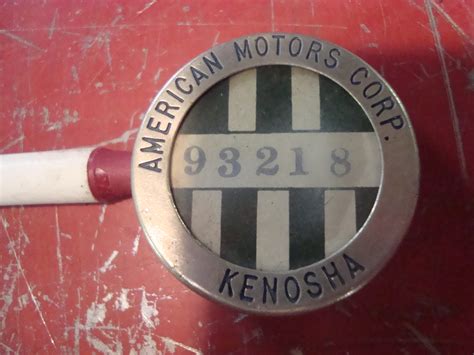 AMERICAN MOTORS CORP.
93218
KENOSHA